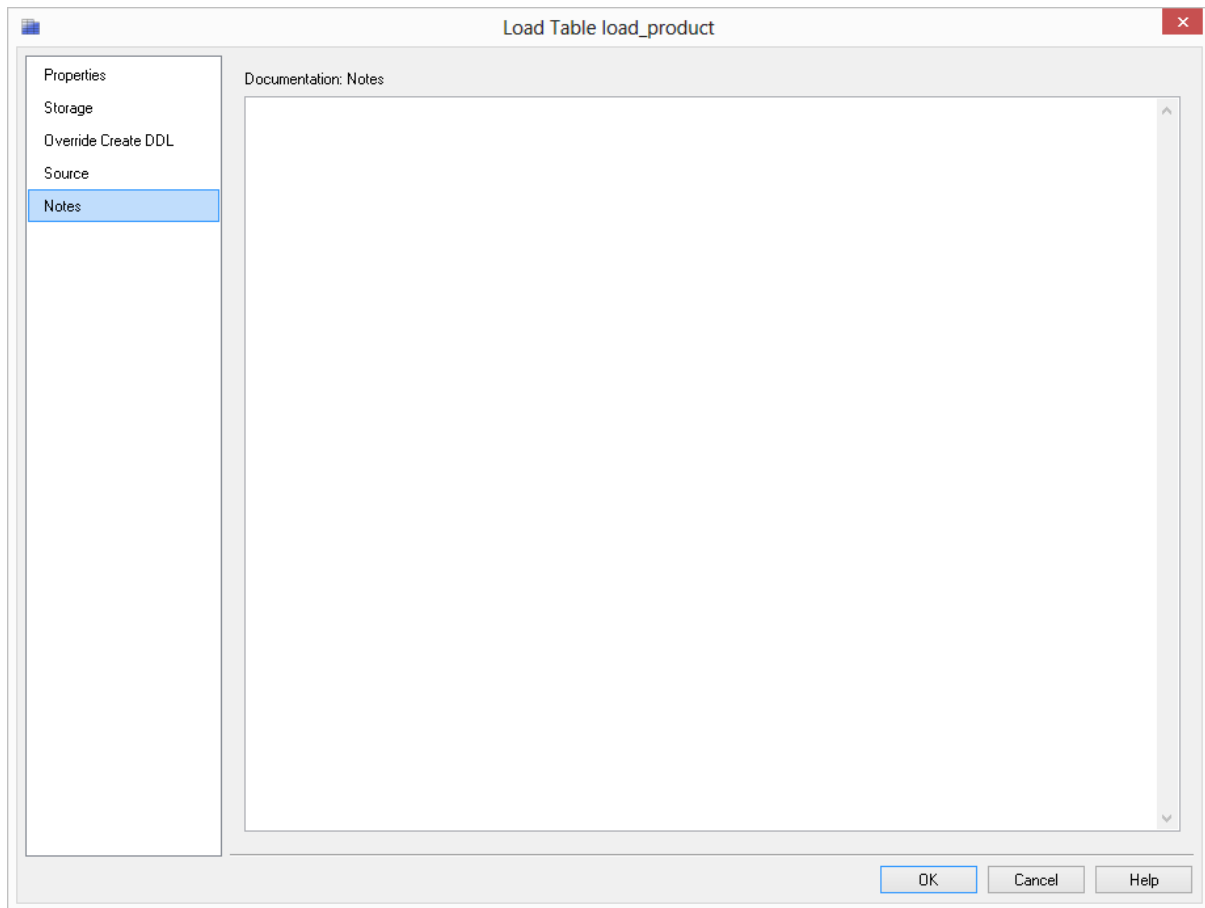 Load Table load_product
Properties
Storage
Override Create DDL
Source
Notes
Documentation: Notes
OK
Cancel
Help